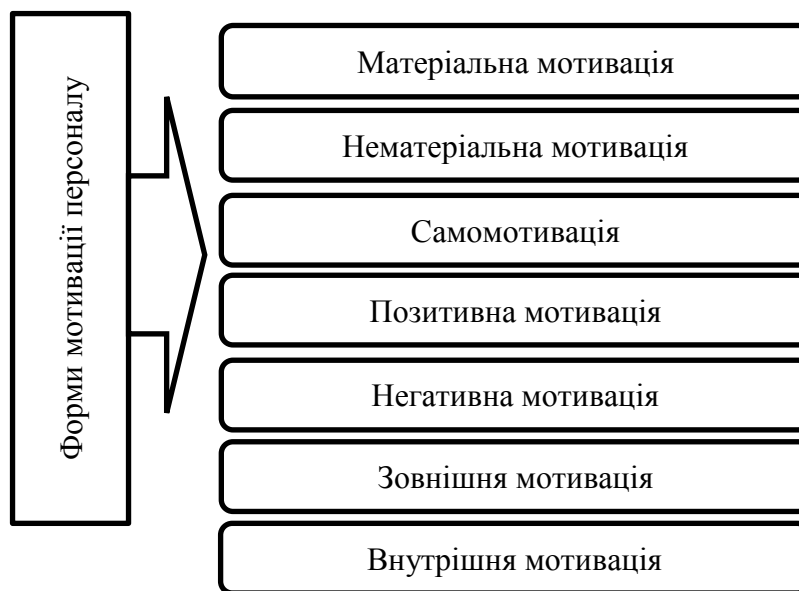 Форми мотивації персоналу
Матеріальна мотивація
Нематеріальна мотивація
Самомотивація
Позитивна мотивація
Негативна мотивація
Зовнішня мотивація
Внутрішня мотивація